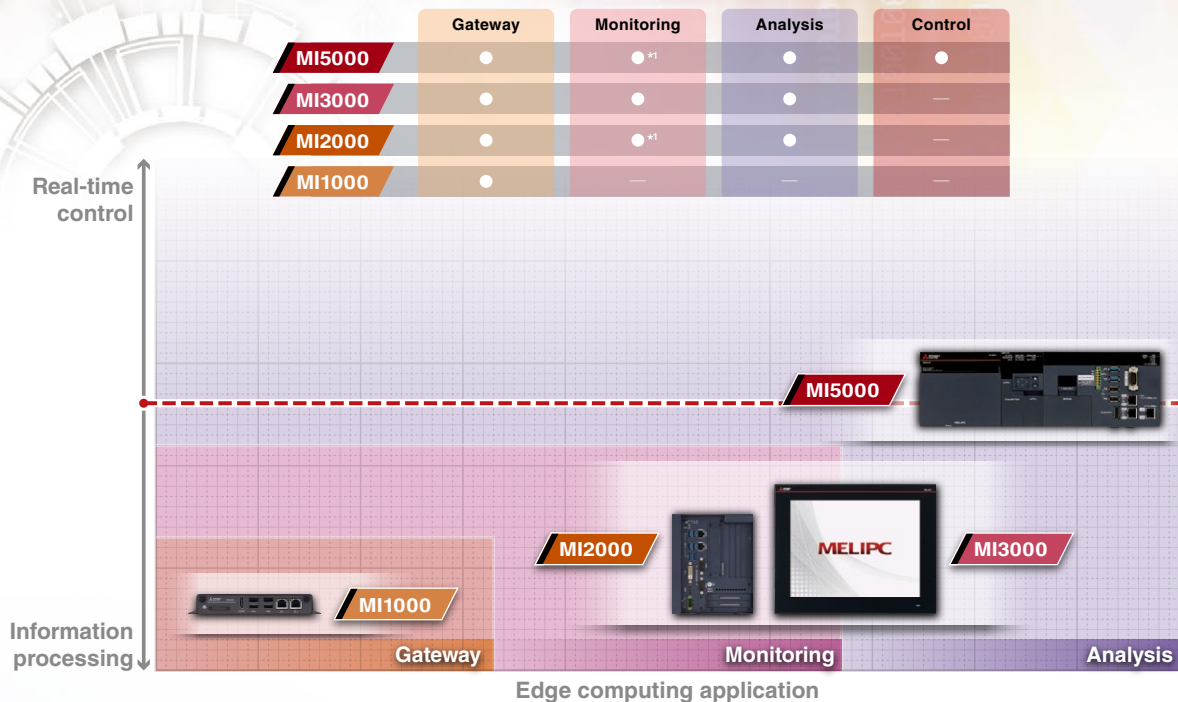 Gateway Monitoring Analysis Control
MI5000 ● ●*1 ● ●
MI3000 ● ● ● —
MI2000 ● ●*1 ● —
MI1000 ● — — —
Real-time
control
MI5000
MELIPC
MI2000
MELIPC
MI3000
MI1000
Information
processing
Gateway
Monitoring
Analysis
Edge computing application